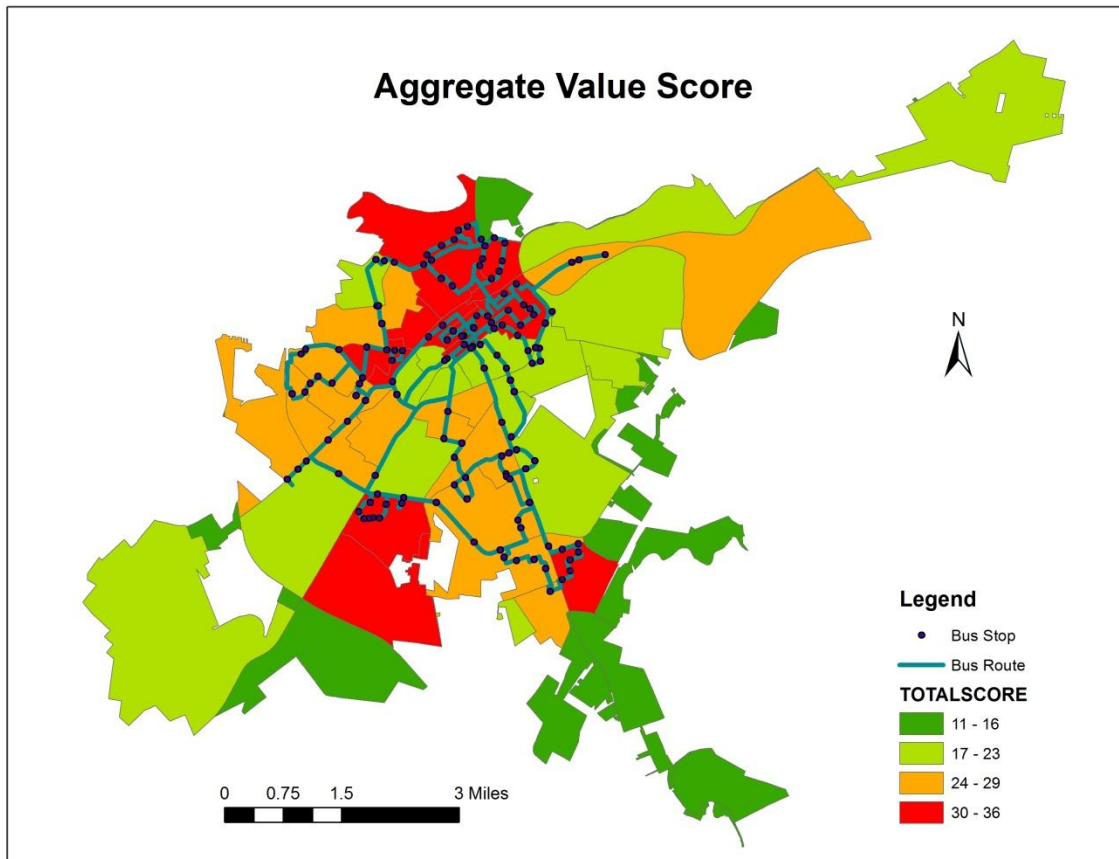 Aggregate Value Score
N
Legend
Bus Stop
Bus Route
TOTALSCORE
11 - 16
17 - 23
24 - 29
30 - 36
0 0.75 1.5 3 Miles